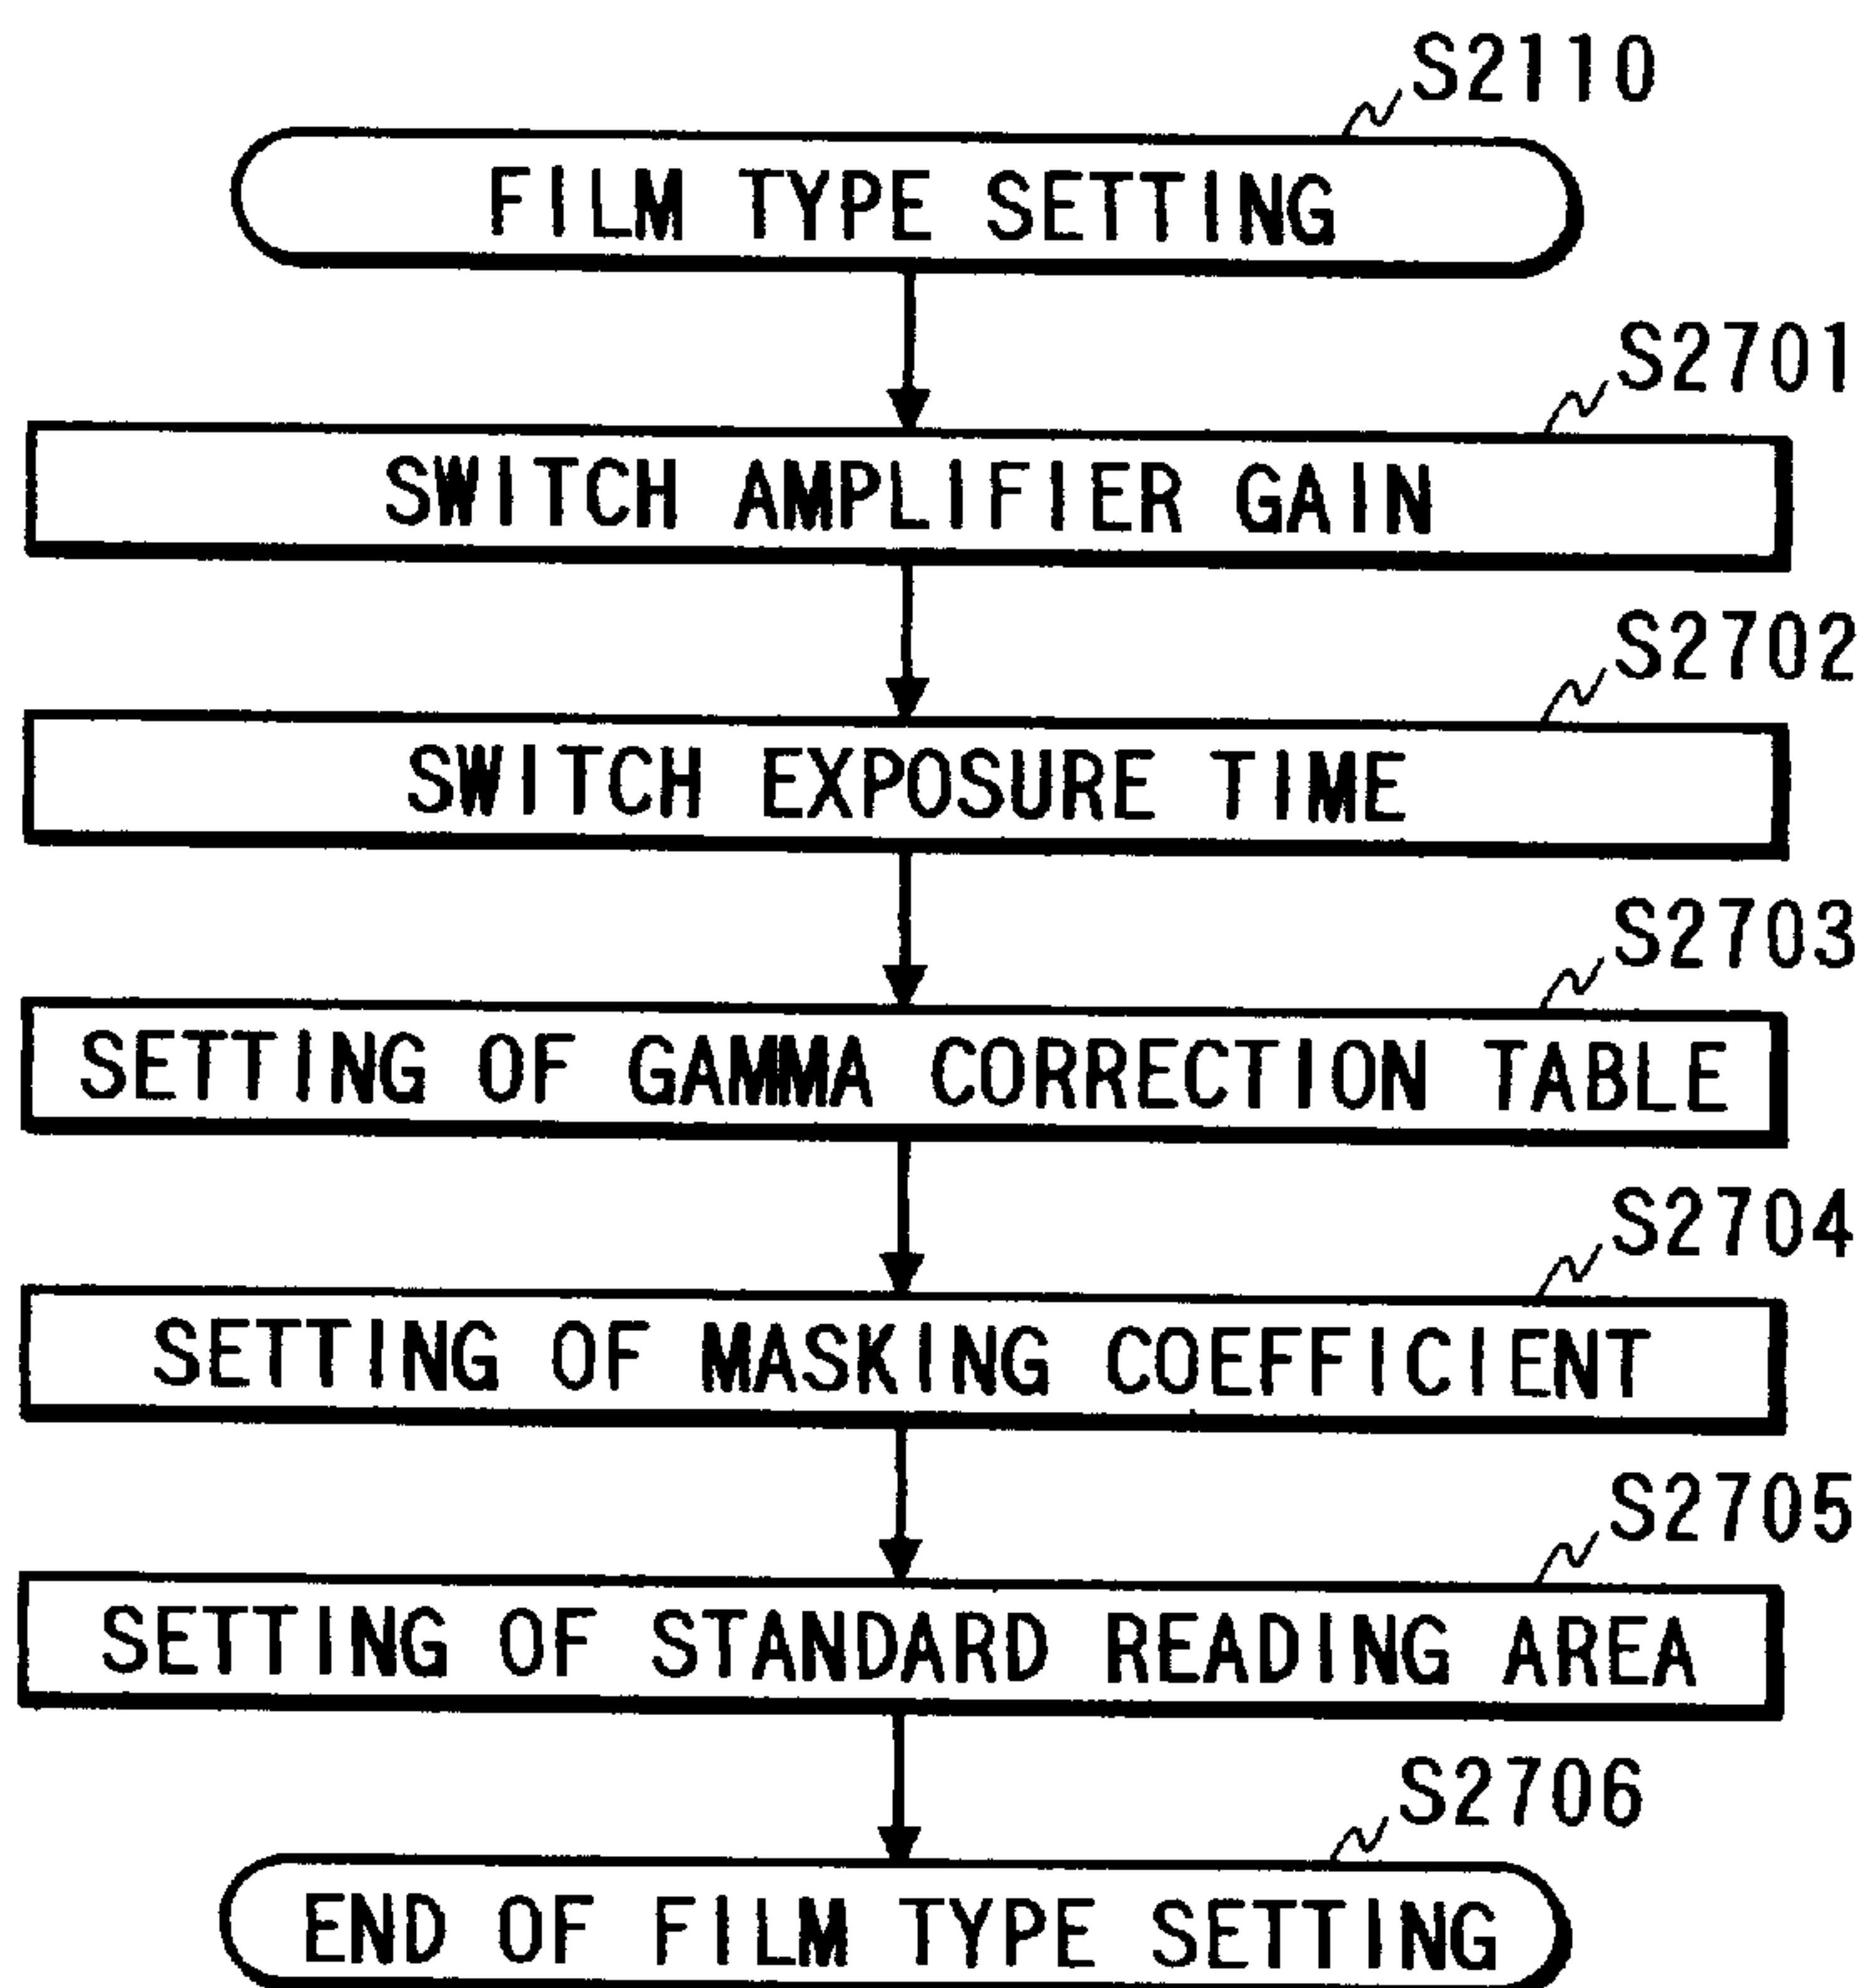 S2110
FILM TYPE SETTING
S2701
SWITCH AMPLIFIER GAIN
S2702
SWITCH EXPOSURE TIME
S2703
SETTING OF GAMMA CORRECTION TABLE
S2704
SETTING OF MASKING COEFFICIENT
S2705
SETTING OF STANDARD READING AREA
S2706
END OF FILM TYPE SETTING